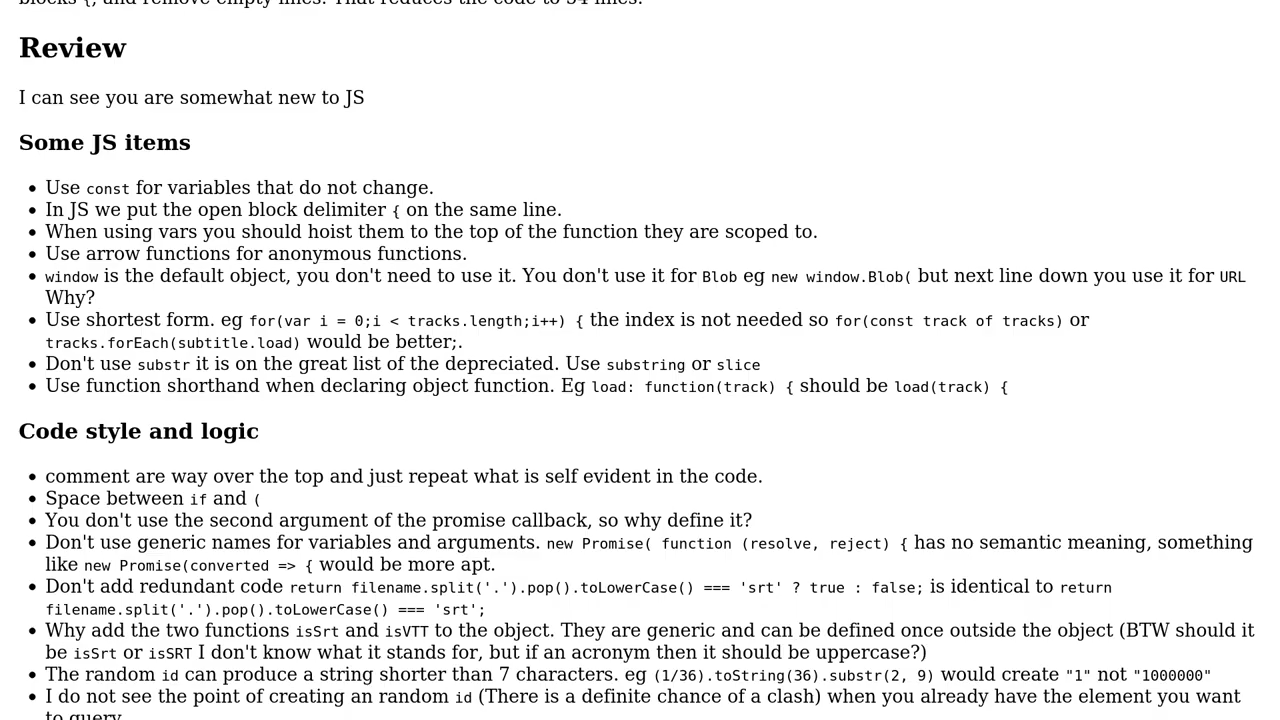 blocks {, and remove empty lines. That reduces the code to 54 lines.
Review
I can see you are somewhat new to JS
Some JS items
Use const for variables that do not change.
In JS we put the open block delimiter { on the same line.
When using vars you should hoist them to the top of the function they are scoped to.
Use arrow functions for anonymous functions.
window is the default object, you don't need to use it. You don't use it for Blob eg new window.Blob( but next line down you use it for URL
Why?
Use shortest form. eg for(var i = 0;i < tracks.length;i++) { the index is not needed so for(const track of tracks) or
tracks.forEach(subtitle.load) would be better;.
Don't use substr it is on the great list of the depreciated. Use substring or slice
Use function shorthand when declaring object function. Eg load: function(track) { should be load(track) {
Code style and logic
comment are way over the top and just repeat what is self evident in the code.
Space between if and (
You don't use the second argument of the promise callback, so why define it?
Don't use generic names for variables and arguments. new Promise( function (resolve, reject) { has no semantic meaning, something
like new Promise(converted => { would be more apt.
Don't add redundant code return filename.split('.').pop().toLowerCase() === 'srt' ? true : false; is identical to return
filename.split('.').pop().toLowerCase() === 'srt';
Why add the two functions isSrt and isVTT to the object. They are generic and can be defined once outside the object (BTW should it
be isSrt or isSRT I don't know what it stands for, but if an acronym then it should be uppercase?)
The random id can produce a string shorter than 7 characters. eg (1/36).toString(36).substr(2, 9) would create "1" not "1000000"
I do not see the point of creating an random id (There is a definite chance of a clash) when you already have the element you want
to query.